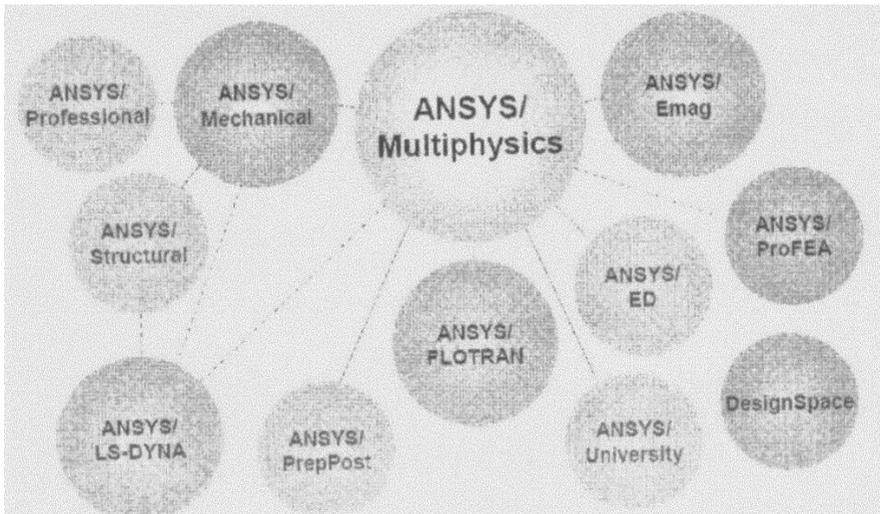 ANSYS/
Professional
ANSYS/
Mechanical
ANSYS/
Multiphysics
ANSYS/
Emag
ANSYS/
Structural
ANSYS/
ProFEA
ANSYS/
ED
ANSYS/
FLOTRAN
DesignSpace
ANSYS/
LS-DYNA
ANSYS/
PrepPost
ANSYS/
University